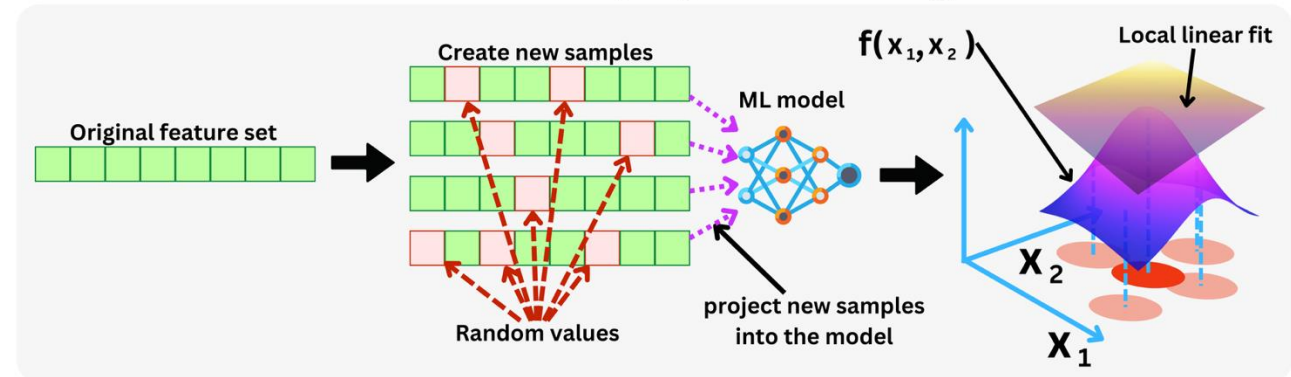 Original feature set
Create new samples
Random values
ML model
project new samples
into the model
f(x₁,x₂)
Local linear fit
X₂
X₁